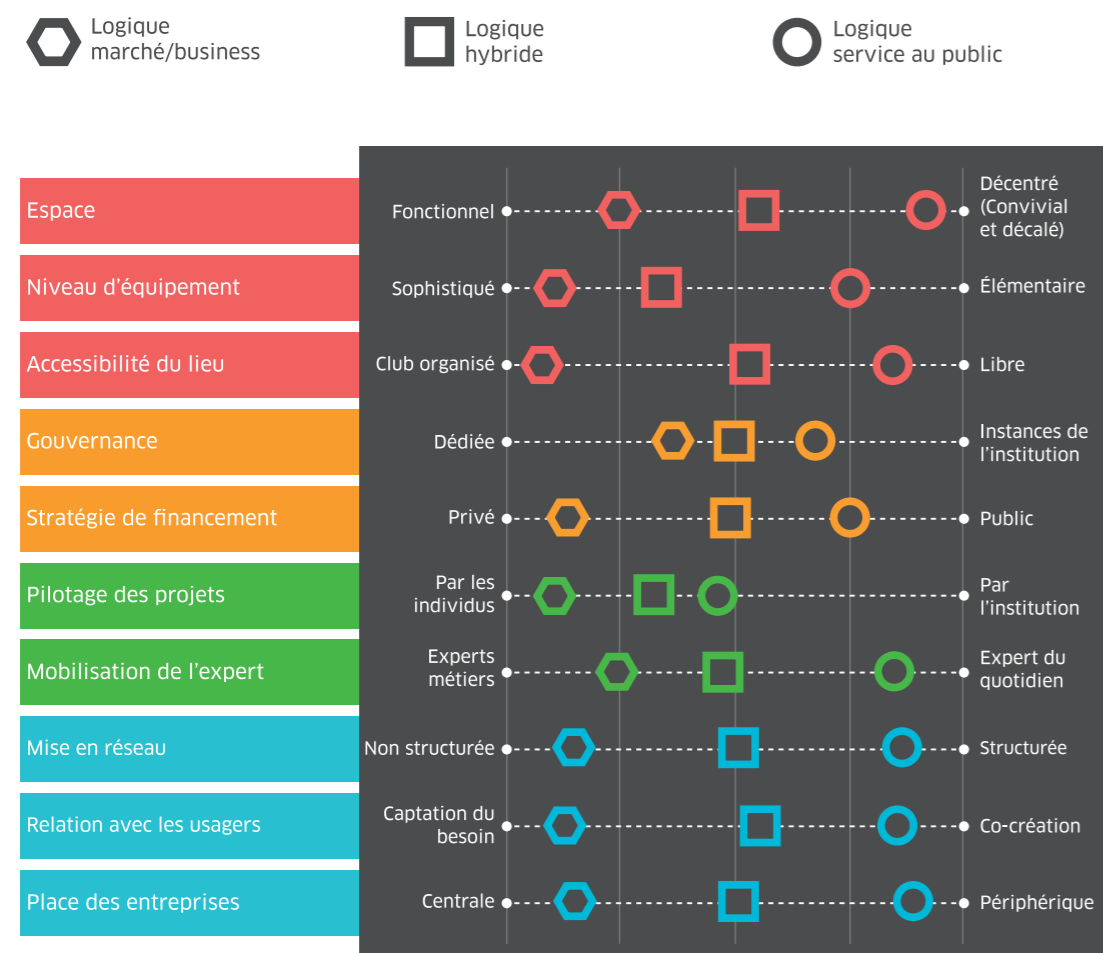 Logique
marché/business
Logique
hybride
Logique
service au public
Espace
Fonctionnel
Décentré
(Convivial
et décalé)
Niveau d'équipement
Sophistiqué
Élémentaire
Accessibilité du lieu
Club organisé
Libre
Gouvernance
Dédiée
Instances de
l'institution
Stratégie de financement
Privé
Public
Pilotage des projets
Par les
individus
Par
l'institution
Mobilisation de l'expert
Experts
métiers
Expert du
quotidien
Mise en réseau
Non structurée
Structurée
Relation avec les usagers
Captation du
besoin
Co-création
Place des entreprises
Centrale
Périphérique